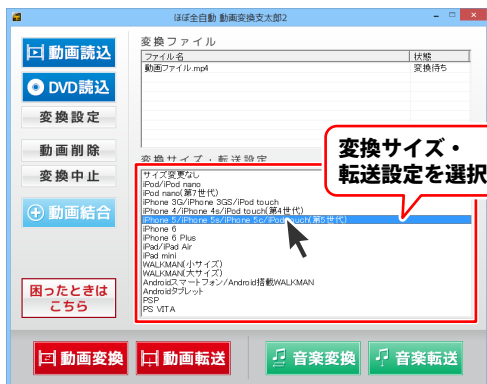 ほぼ全自動 動画変換支太郎2
動画読込
DVD読込
変換設定
動画削除
変換中止
動画結合
困ったときは
こちら
変換ファイル
ファイル名
状態
動画ファイル.mp4
変換待ち
変換サイズ・転送設定
変換サイズ・
転送設定を選択
サイズ変更なし
iPod/iPod nano
iPod nano(第7世代)
iPhone 3G/iPhone 3GS/iPod touch
iPhone 4/iPhone 4s/iPod touch(第4世代)
iPhone 5/iPhone 5s/iPhone 5c/iPod touch(第5世代)
iPhone 6
iPhone 6 Plus
iPad/iPad Air
iPad mini
WALKMAN(小サイズ)
WALKMAN(大サイズ)
Androidスマートフォン/Android搭載WALKMAN
Androidタブレット
PSP
PS VITA
動画変換
動画転送
音楽変換
音楽転送